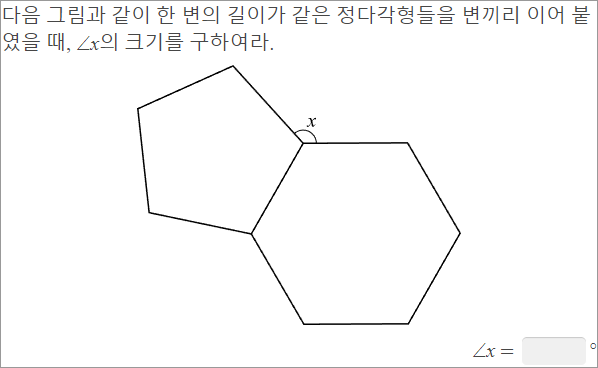 다음 그림과 같이 한 변의 길이가 같은 정다각형들을 변끼리 이어 붙
였을 때, ∠x의 크기를 구하여라.
x
∠x = °